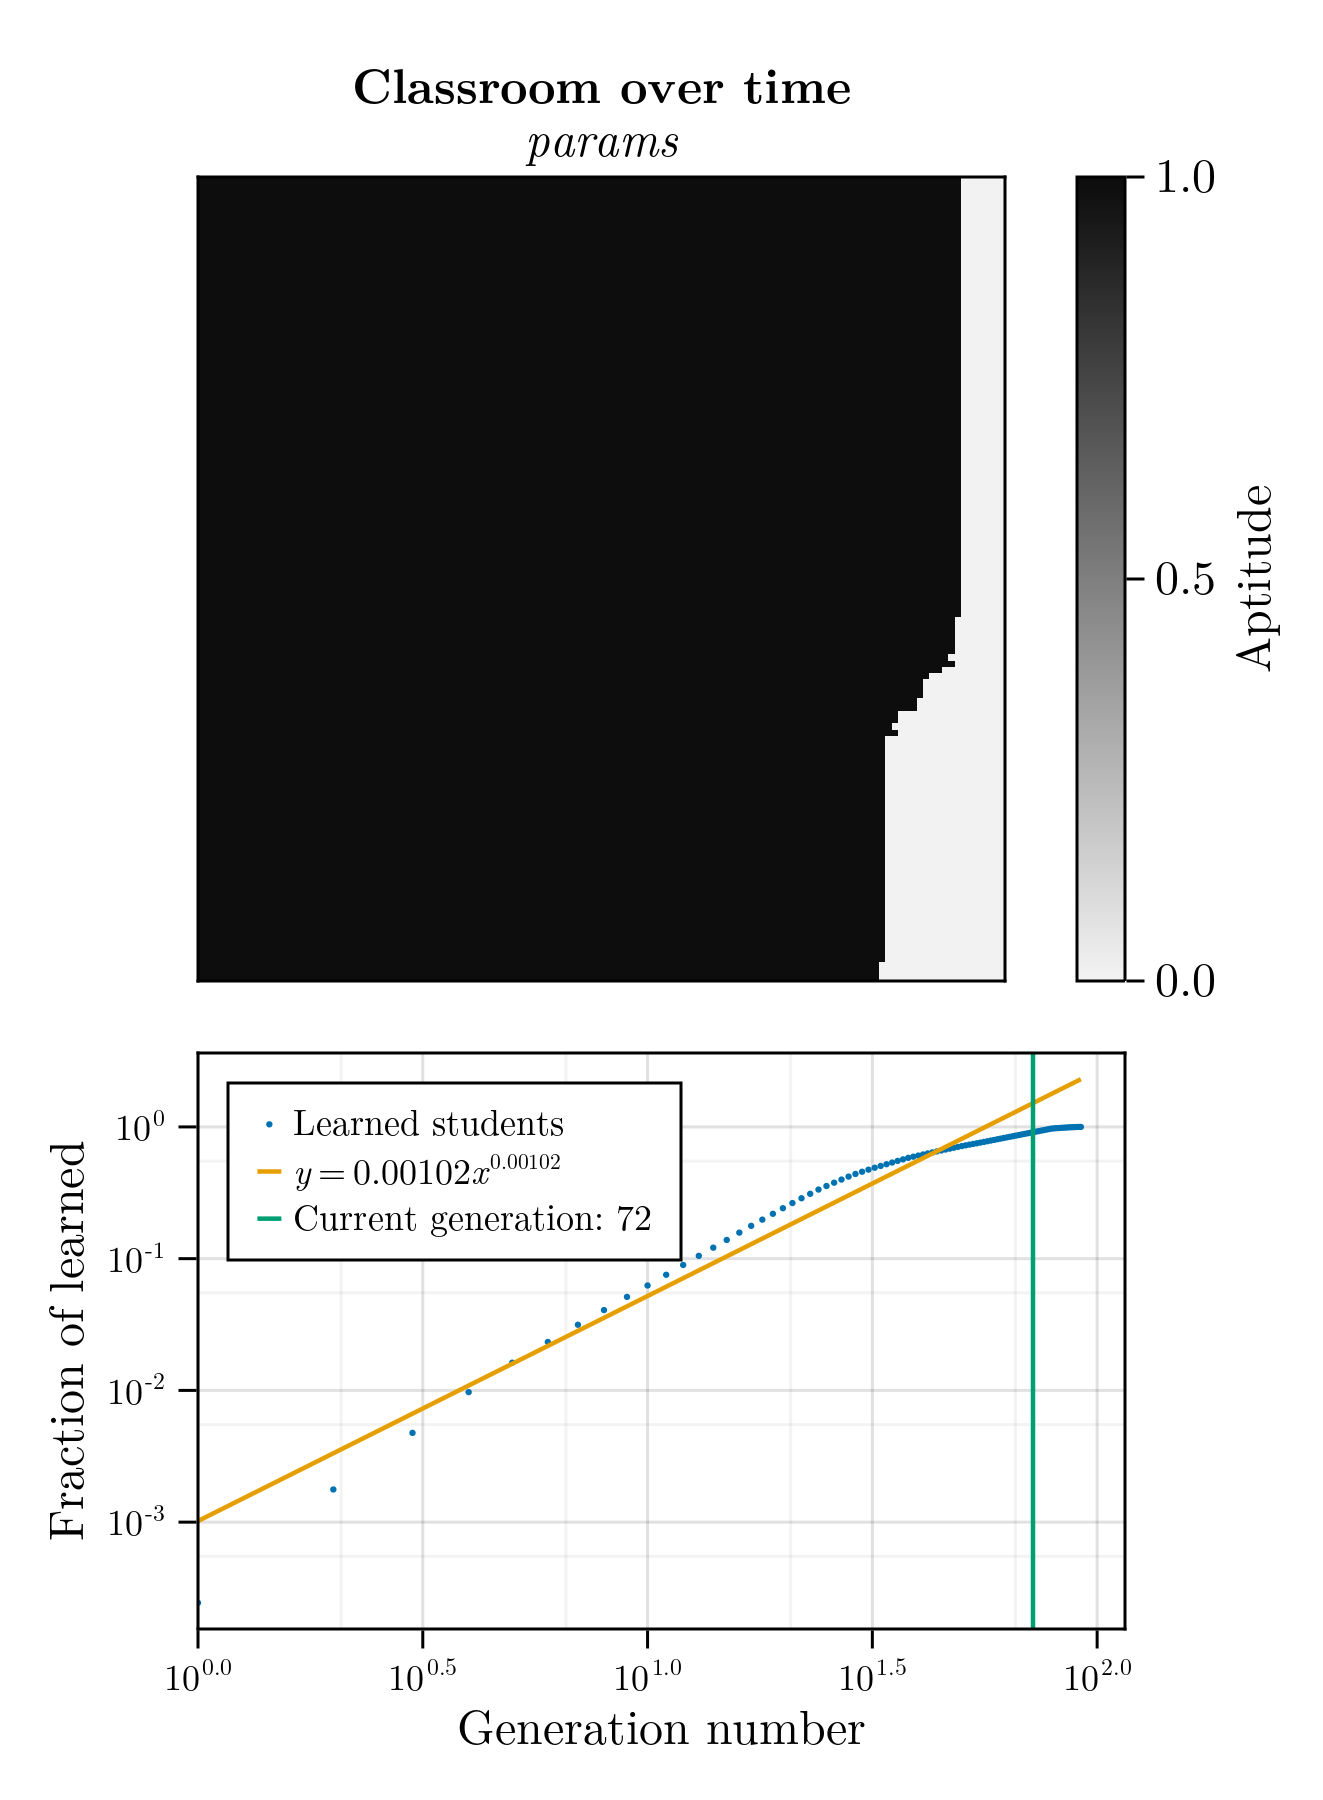 Classroom over time
params
1.0
0.5
0.0
Aptitude
Learned students
y = 0.00102x^0.00102
Current generation: 72
10^0
10^-1
10^-2
10^-3
Fraction of learned
10^0.0 10^0.5 10^1.0 10^1.5 10^2.0
Generation number